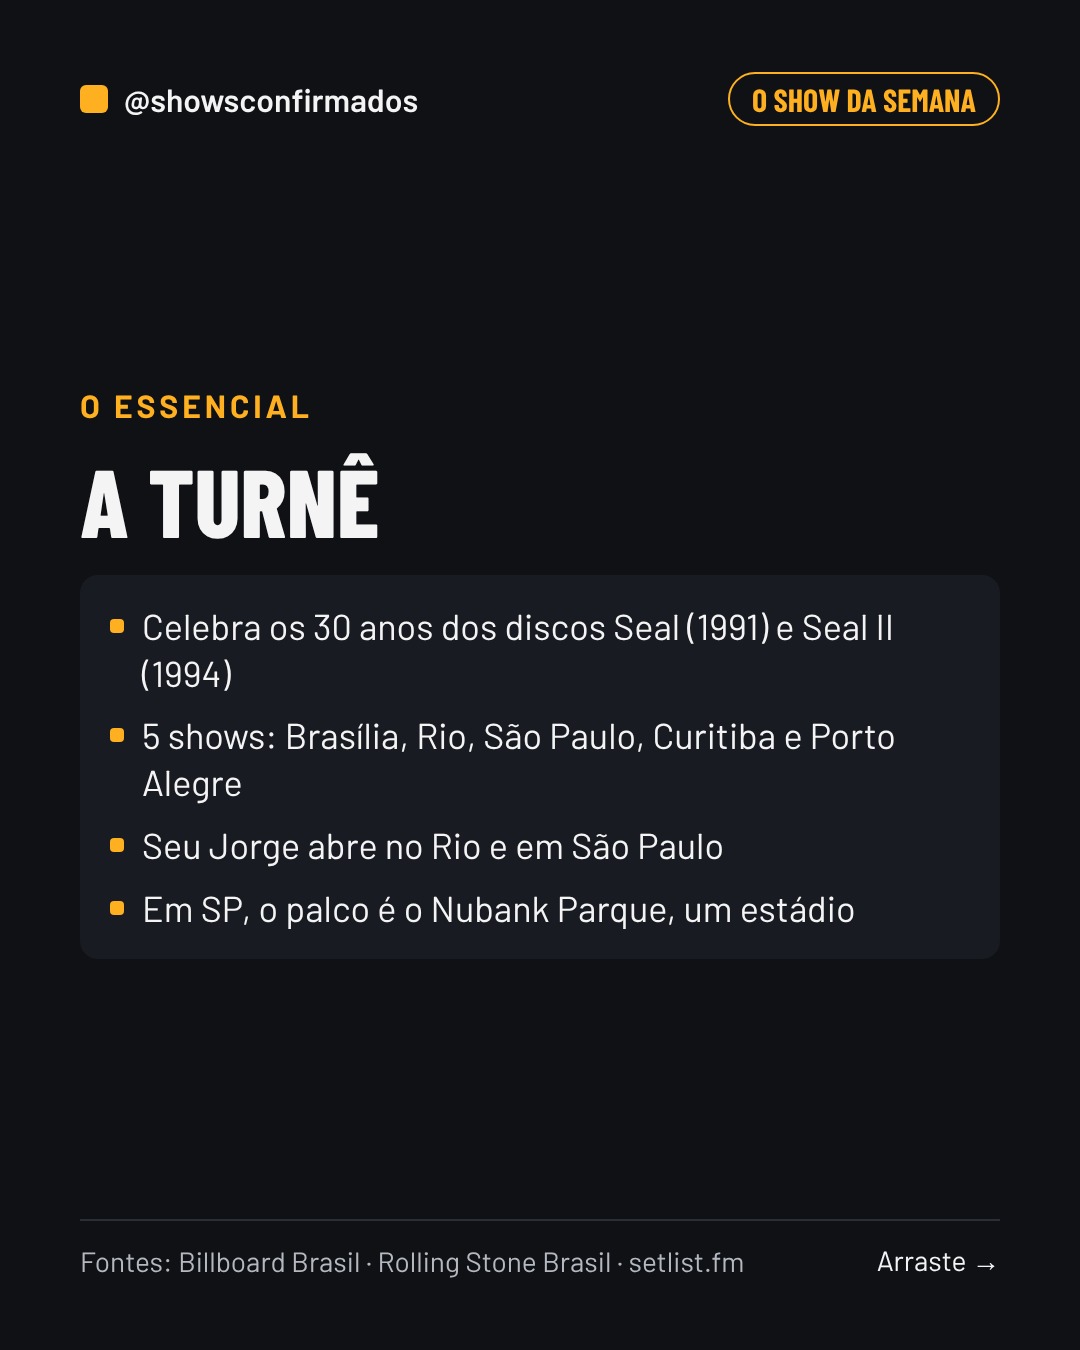 @showsconfirmados
O SHOW DA SEMANA
O ESSENCIAL
A TURNÊ
Celebra os 30 anos dos discos Seal (1991) e Seal II
(1994)
5 shows: Brasília, Rio, São Paulo, Curitiba e Porto
Alegre
Seu Jorge abre no Rio e em São Paulo
Em SP, o palco é o Nubank Parque, um estádio
Fontes: Billboard Brasil · Rolling Stone Brasil · setlist.fm
Arraste →